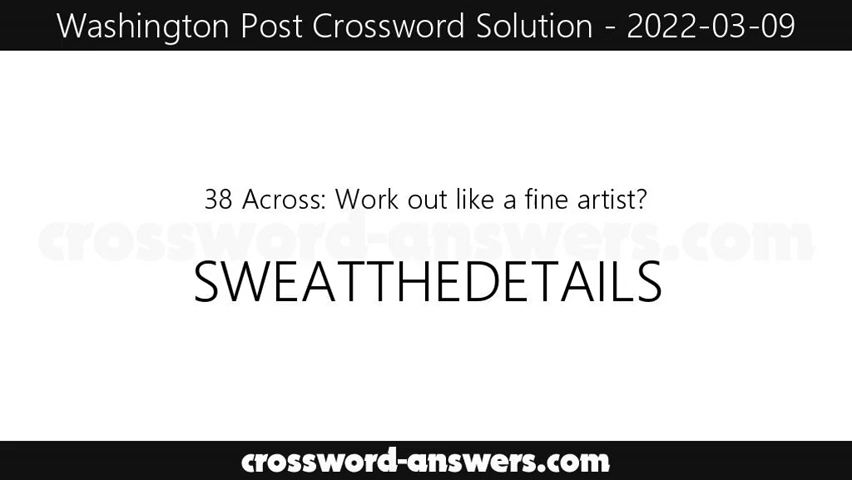 Washington Post Crossword Solution - 2022-03-09
38 Across: Work out like a fine artist?
crossword-answers.com
SWEATTHEDETAILS
crossword-answers.com